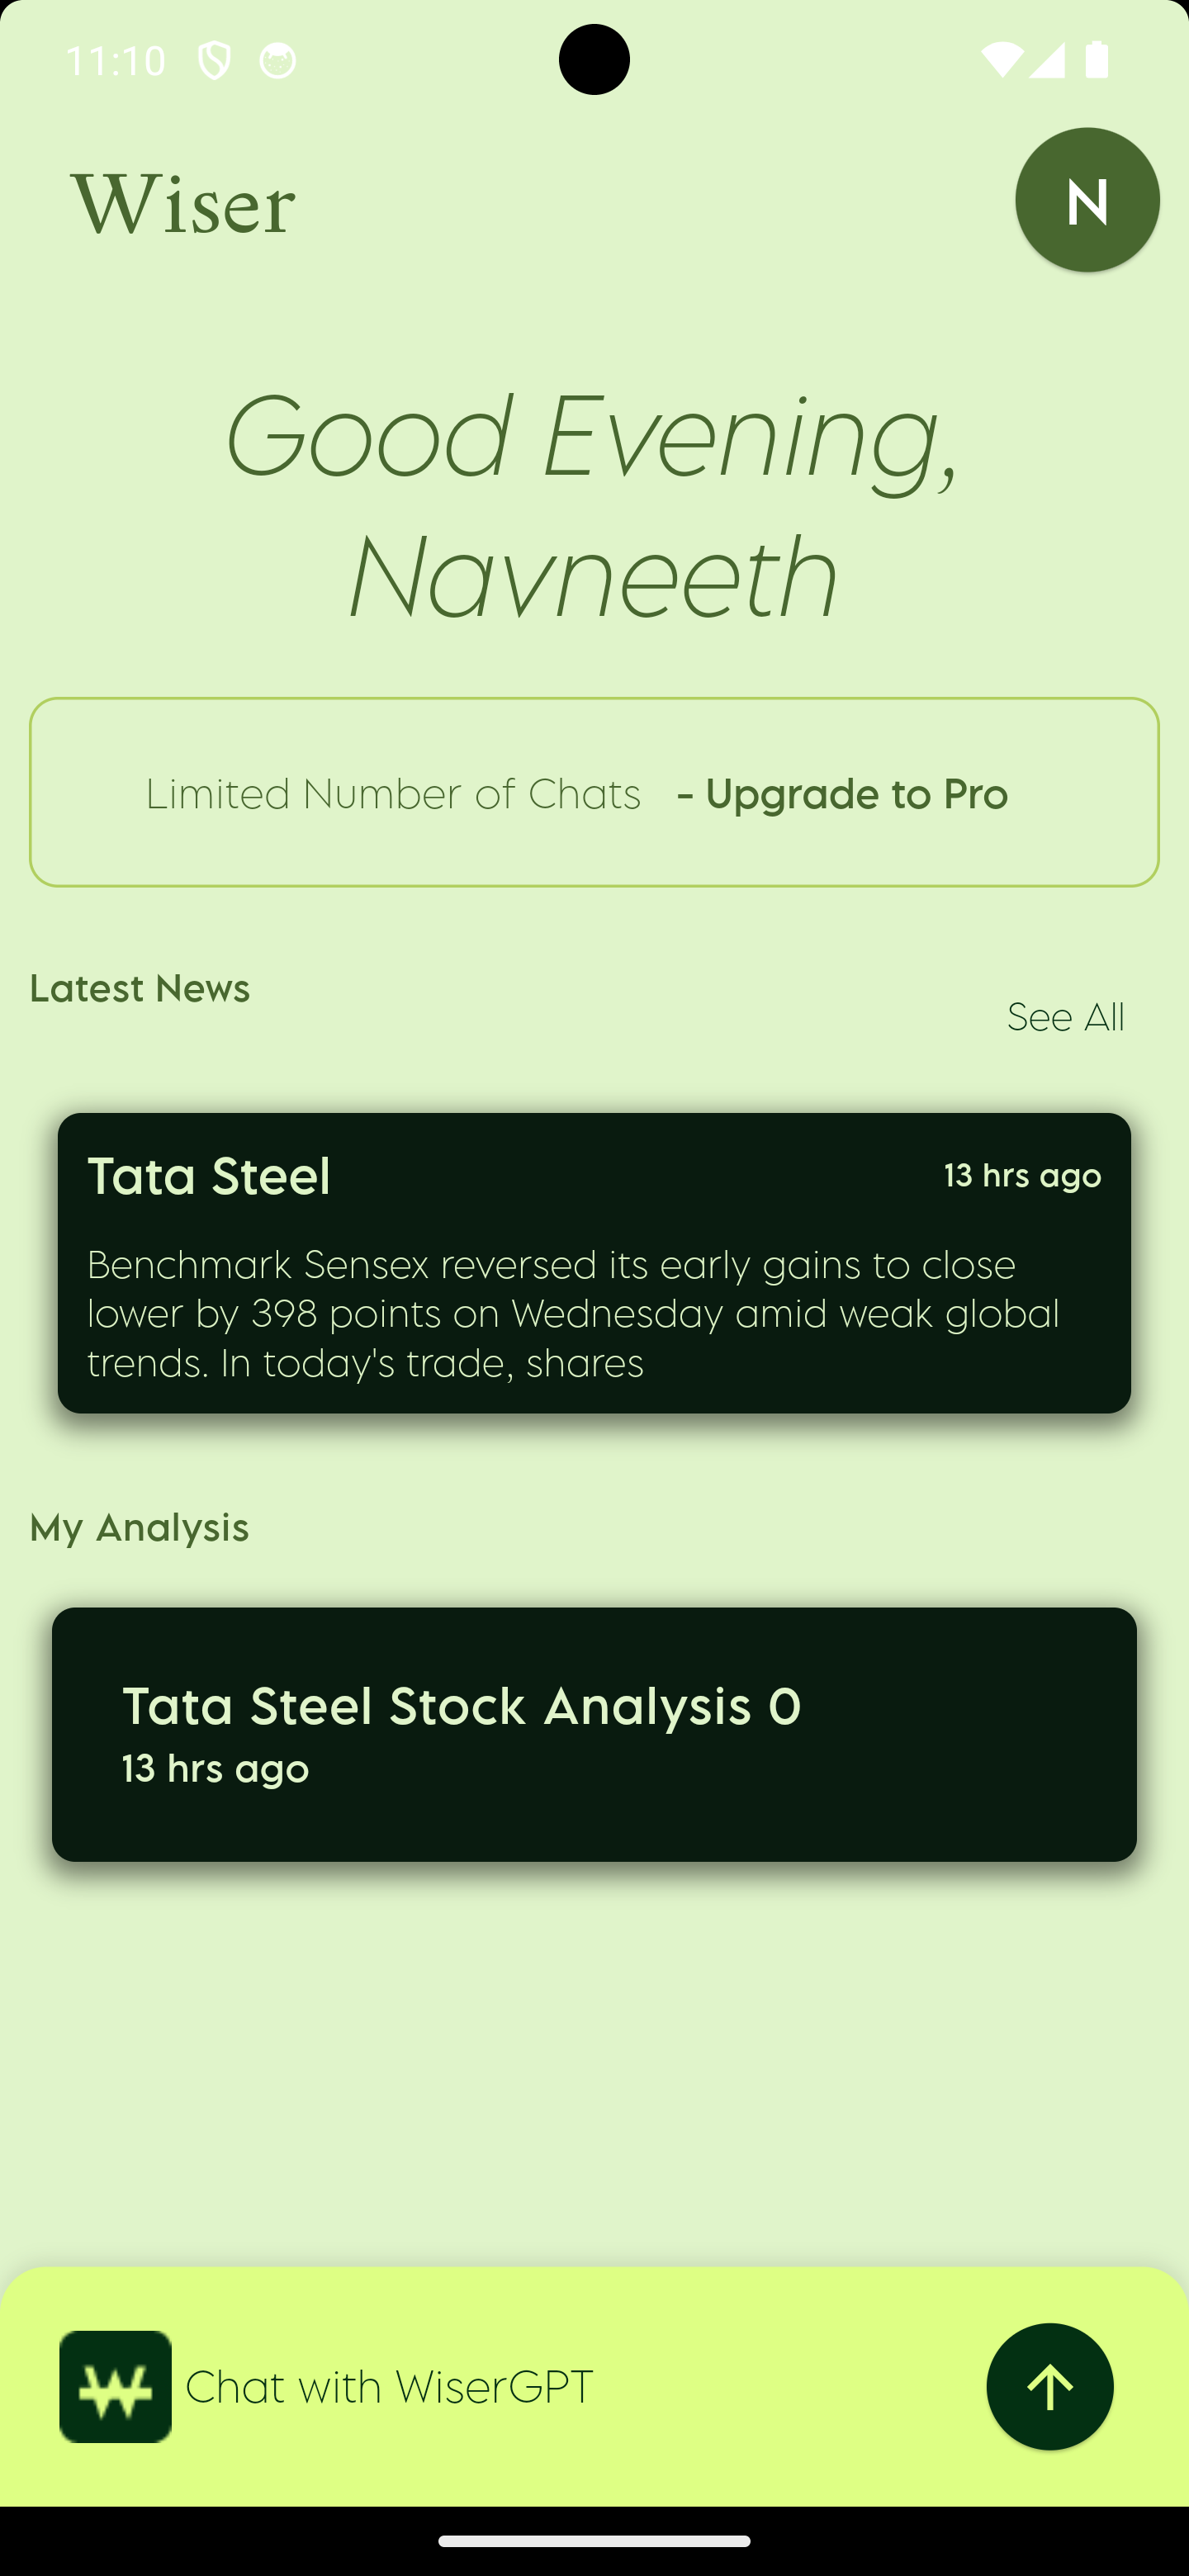 11:10
Wiser
N
Good Evening,
Navneeth
Limited Number of Chats - Upgrade to Pro
Latest News
See All
Tata Steel
13 hrs ago
Benchmark Sensex reversed its early gains to close
lower by 398 points on Wednesday amid weak global
trends. In today's trade, shares
My Analysis
Tata Steel Stock Analysis 0
13 hrs ago
Chat with WiserGPT